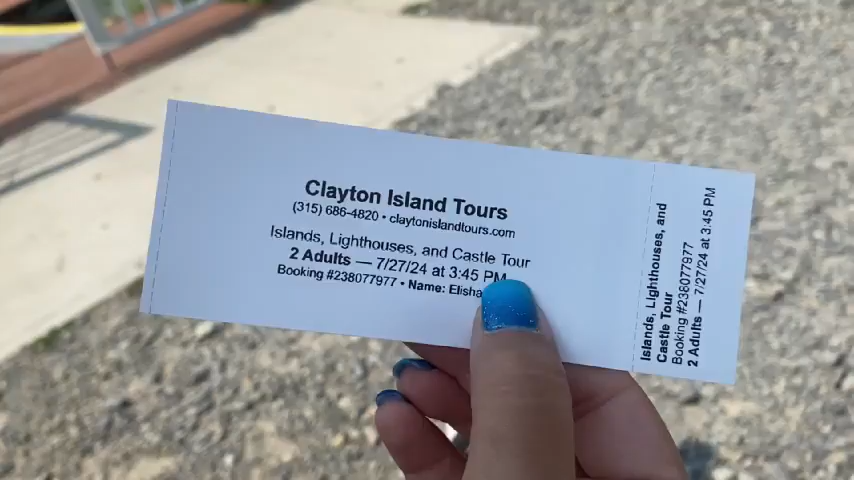 Clayton Island Tours
(315) 686-4820 • claytonislandtours.com
Islands, Lighthouses, and Castle Tour
2 Adults — 7/27/24 at 3:45 PM
Booking #238077977 • Name: Elisha
Islands, Lighthouses, and
Castle Tour
Booking #238077977
2 Adults — 7/27/24 at 3:45 PM